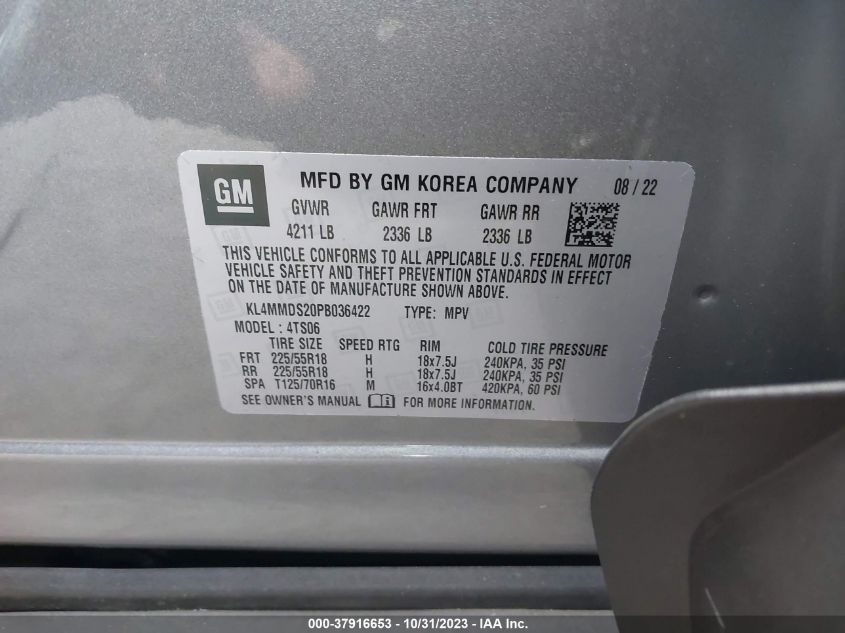 GM
MFD BY GM KOREA COMPANY 08 / 22
GVWR GAWR FRT GAWR RR
4211 LB 2336 LB 2336 LB
THIS VEHICLE CONFORMS TO ALL APPLICABLE U.S. FEDERAL MOTOR
VEHICLE SAFETY AND THEFT PREVENTION STANDARDS IN EFFECT
ON THE DATE OF MANUFACTURE SHOWN ABOVE.
KL4MMDS20PB036422 TYPE: MPV
MODEL: 4TS06
TIRE SIZE SPEED RTG RIM COLD TIRE PRESSURE
FRT 225/55R18 H 18x7.5J 240KPA, 35 PSI
RR 225/55R18 H 18x7.5J 240KPA, 35 PSI
SPA T125/70R16 M 16x4.0BT 420KPA, 60 PSI
SEE OWNER'S MANUAL FOR MORE INFORMATION.
000-37916653 - 10/31/2023 - IAA Inc.